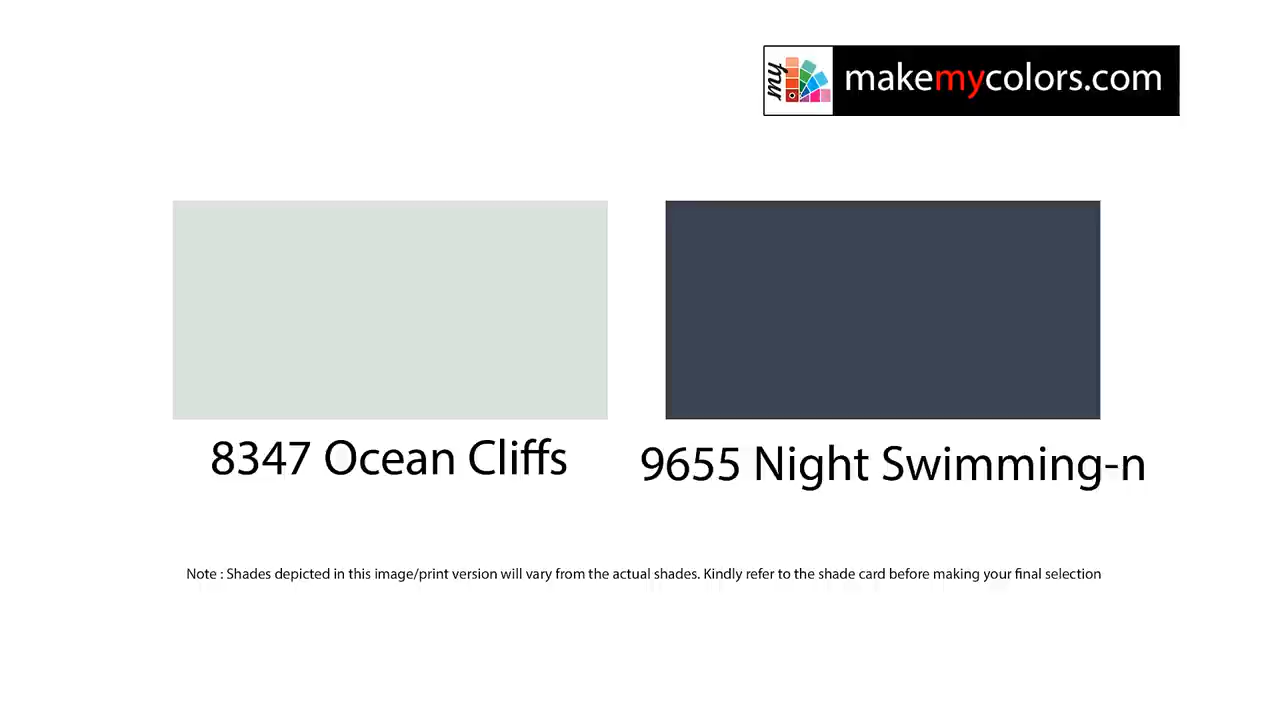 my
makemycolors.com
8347 Ocean Cliffs
9655 Night Swimming-n
Note : Shades depicted in this image/print version will vary from the actual shades. Kindly refer to the shade card before making your final selection